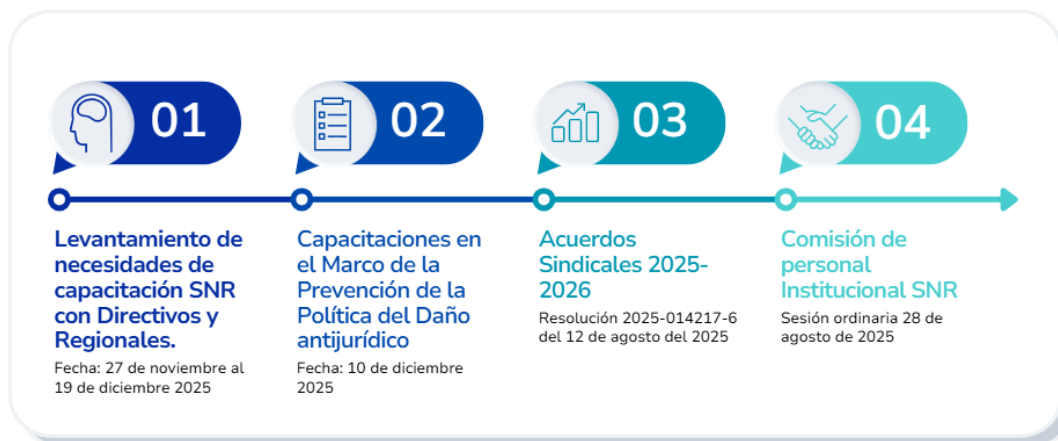 01
Levantamiento de
necesidades de
capacitación SNR
con Directivos y
Regionales.
Fecha: 27 de noviembre al
19 de diciembre 2025
02
Capacitaciones en
el Marco de la
Prevención de la
Política del Daño
antijurídico
Fecha: 10 de diciembre
2025
03
Acuerdos
Sindicales 2025-
2026
Resolución 2025-014217-6
del 12 de agosto del 2025
04
Comisión de
personal
Institucional SNR
Sesión ordinaria 28 de
agosto de 2025